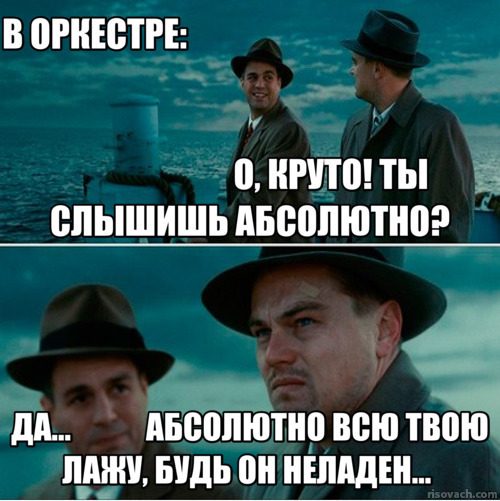 В ОРКЕСТРЕ:
О, КРУТО! ТЫ
СЛЫШИШЬ АБСОЛЮТНО?
ДА... АБСОЛЮТНО ВСЮ ТВОЮ
ЛАЖУ, БУДЬ ОН НЕЛАДЕН...
risovach.com